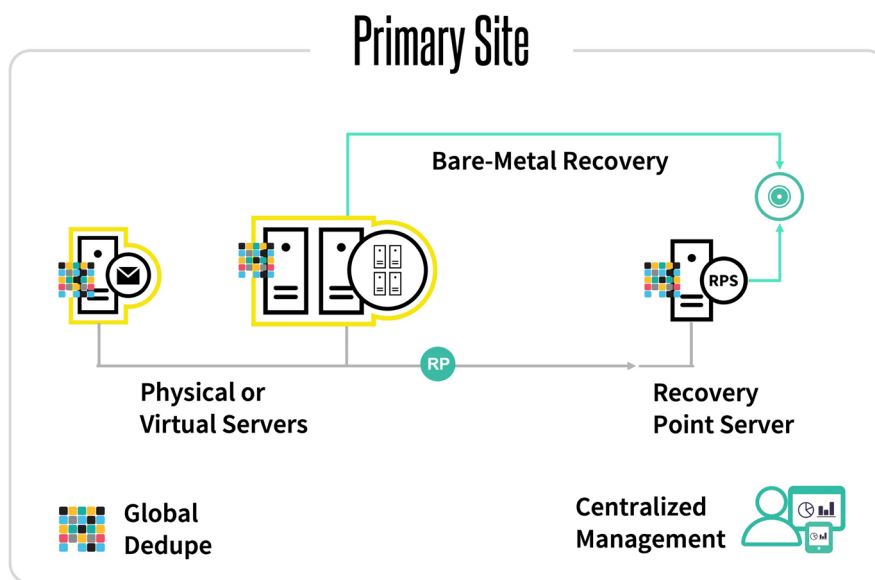 Primary Site
Bare-Metal Recovery
RPS
RP
Physical or
Virtual Servers
Recovery
Point Server
Global
Dedupe
Centralized
Management